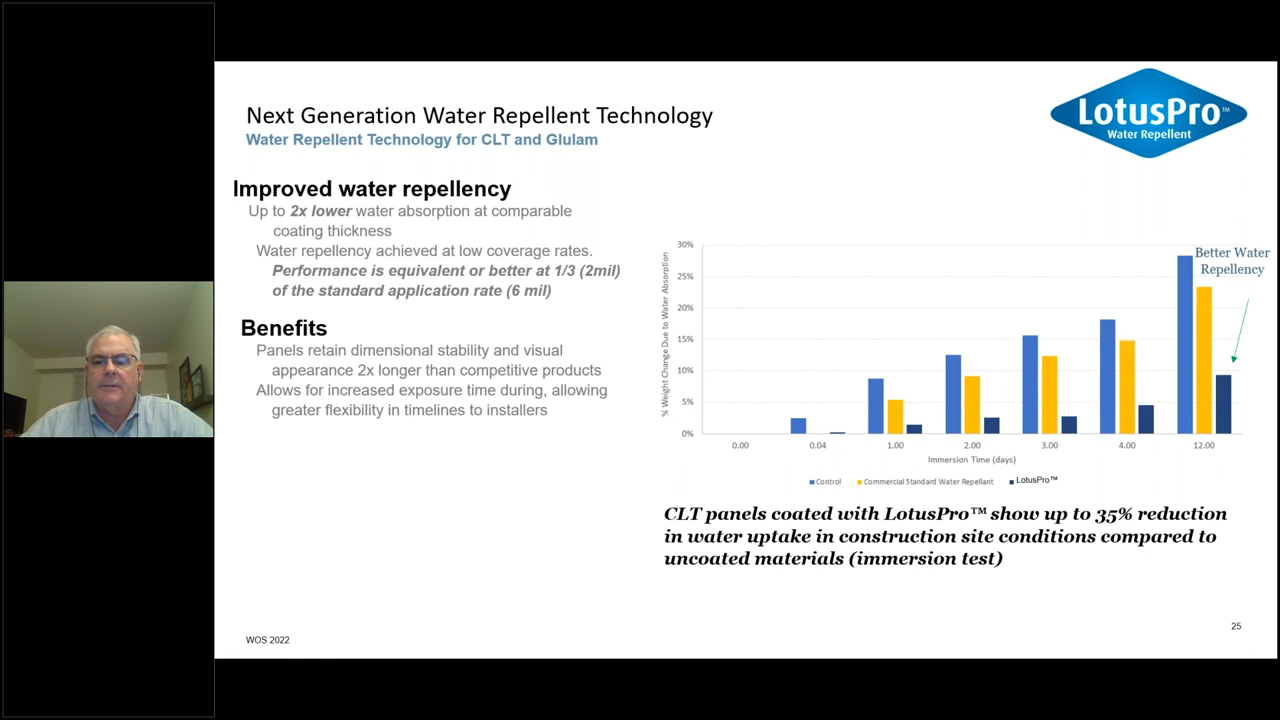 Next Generation Water Repellent Technology
Water Repellent Technology for CLT and Glulam
LotusPro™
Water Repellent
Improved water repellency
Up to 2x lower water absorption at comparable
coating thickness
Water repellency achieved at low coverage rates.
Performance is equivalent or better at 1/3 (2mil)
of the standard application rate (6 mil)
Benefits
Panels retain dimensional stability and visual
appearance 2x longer than competitive products
Allows for increased exposure time during, allowing
greater flexibility in timelines to installers
% Weight Change Due to Water Absorption
30%
25%
20%
15%
10%
5%
0%
Better Water
Repellency
0.00 0.04 1.00 2.00 3.00 4.00 12.00
Immersion Time (days)
Control Commercial Standard Water Repellant LotusPro™
CLT panels coated with LotusPro™ show up to 35% reduction
in water uptake in construction site conditions compared to
uncoated materials (immersion test)
25
WOS 2022